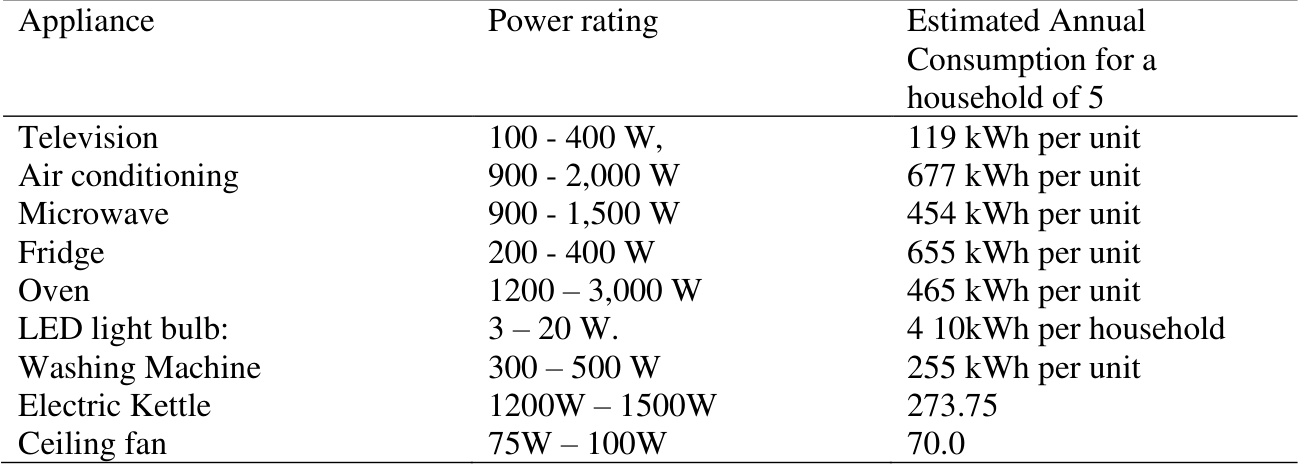 Appliance Power rating Estimated Annual
Consumption for a
household of 5
Television 100 - 400 W, 119 kWh per unit
Air conditioning 900 - 2,000 W 677 kWh per unit
Microwave 900 - 1,500 W 454 kWh per unit
Fridge 200 - 400 W 655 kWh per unit
Oven 1200 – 3,000 W 465 kWh per unit
LED light bulb: 3 – 20 W. 4 10kWh per household
Washing Machine 300 – 500 W 255 kWh per unit
Electric Kettle 1200W – 1500W 273.75
Ceiling fan 75W – 100W 70.0